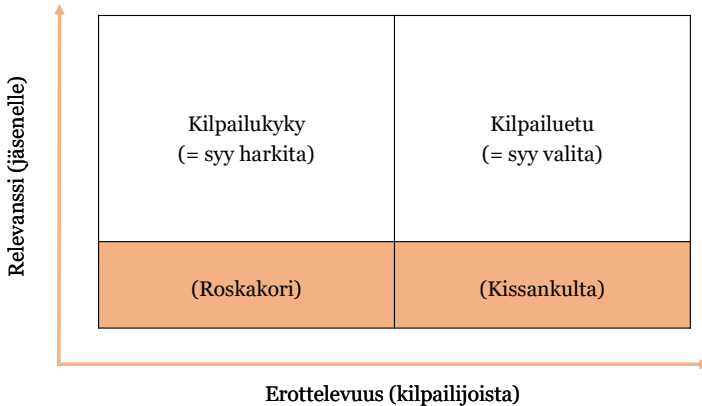 Relevanssi (jäsenelle)
Kilpailukyky
(= syy harkita)
Kilpailuetu
(= syy valita)
(Roskakori)
(Kissankulta)
Erottelevuus (kilpailijoista)